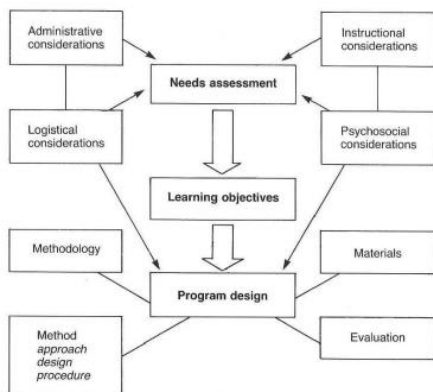 Administrative
considerations
Instructional
considerations
Needs assessment
Logistical
considerations
Psychosocial
considerations
Learning objectives
Methodology
Materials
Program design
Method
approach
design
procedure
Evaluation